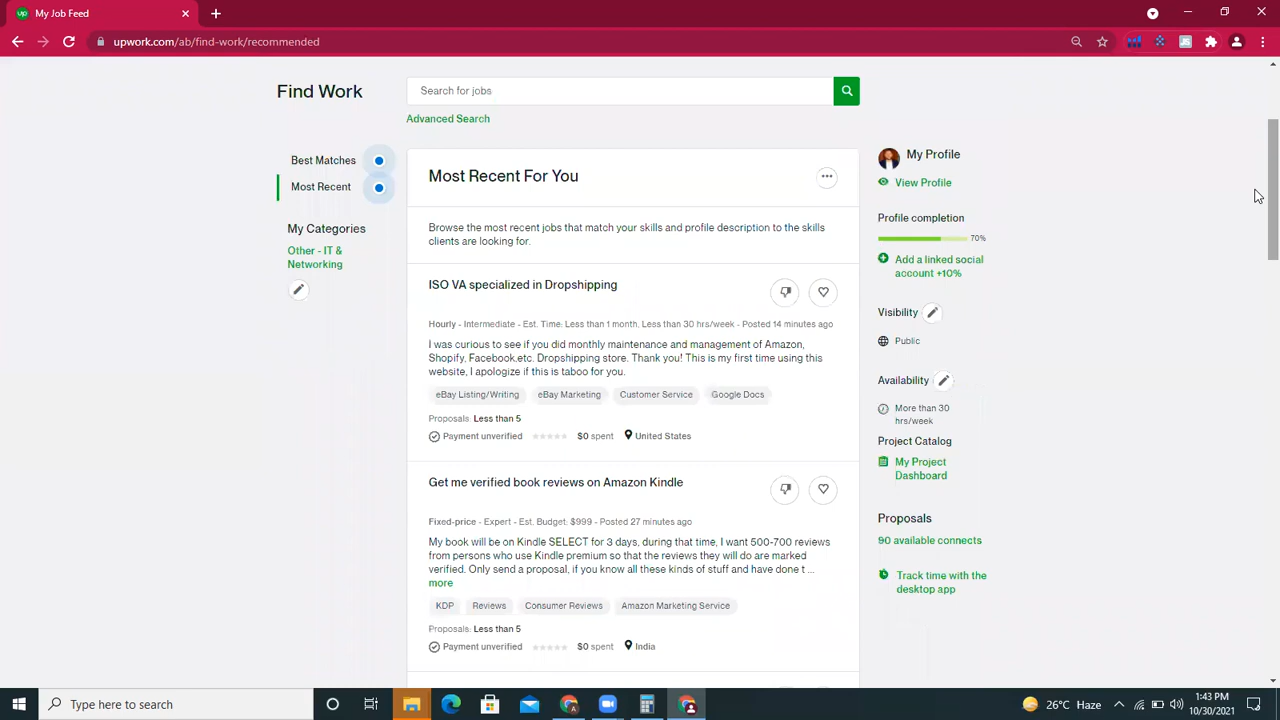 My Job Feed
upwork.com/ab/find-work/recommended
Find Work
Search for jobs
Advanced Search
Best Matches
Most Recent
My Categories
Other - IT &
Networking
Most Recent For You
Browse the most recent jobs that match your skills and profile description to the skills
clients are looking for.
ISO VA specialized in Dropshipping
Hourly - Intermediate - Est. Time: Less than 1 month, Less than 30 hrs/week - Posted 14 minutes ago
I was curious to see if you did monthly maintenance and management of Amazon,
Shopify. Facebook,etc. Dropshipping store. Thank you! This is my first time using this
website, I apologize if this is taboo for you.
eBay Listing/Writing eBay Marketing Customer Service Google Docs
Proposals: Less than 5
Payment unverified $0 spent United States
Get me verified book reviews on Amazon Kindle
Fixed-price - Expert - Est. Budget: $999 - Posted 27 minutes ago
My book will be on Kindle SELECT for 3 days, during that time, I want 500-700 reviews
from persons who use Kindle premium so that the reviews they will do are marked
verified. Only send a proposal, if you know all these kinds of stuff and have done t ...
more
KDP Reviews Consumer Reviews Amazon Marketing Service
Proposals: Less than 5
Payment unverified $0 spent India
My Profile
View Profile
Profile completion
70%
Add a linked social
account +10%
Visibility
Public
Availability
More than 30
hrs/week
Project Catalog
My Project
Dashboard
Proposals
90 available connects
Track time with the
desktop app
Type here to search
26°C Haze
1:43 PM
10/30/2021